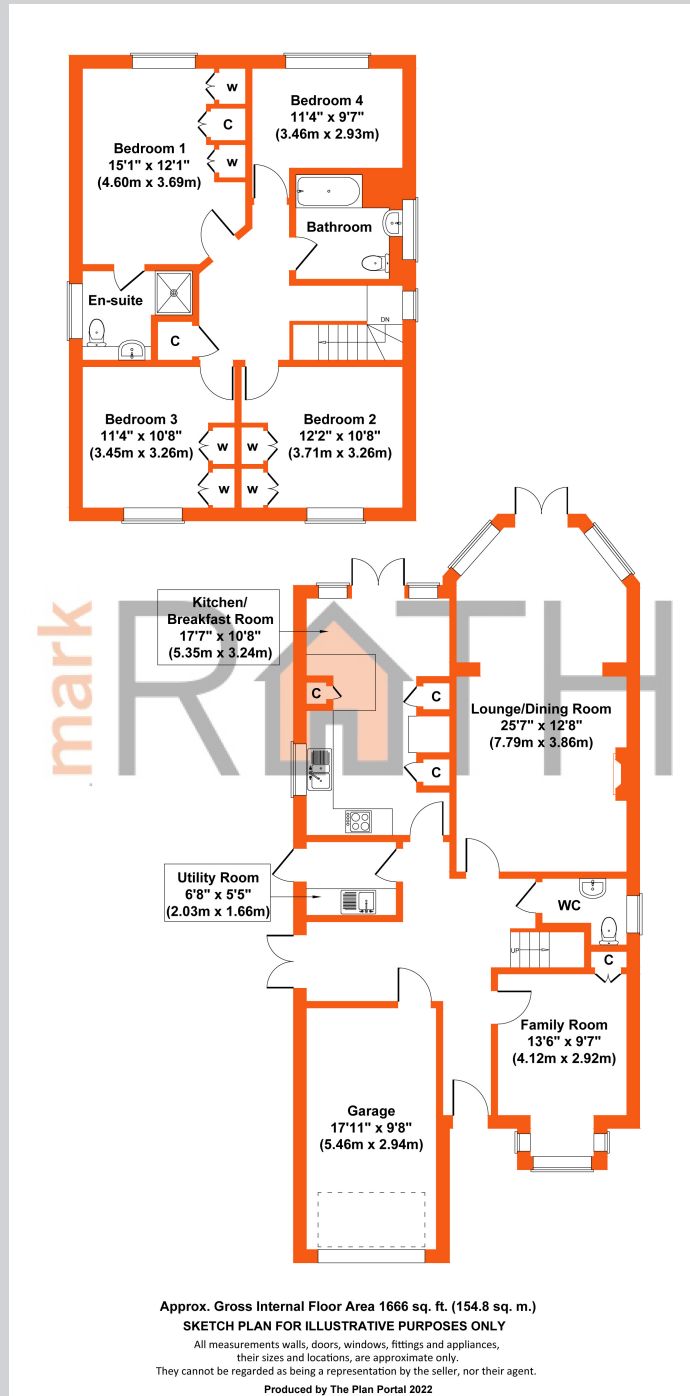 Bedroom 1
15'1" x 12'1"
(4.60m x 3.69m)
W
C
W
Bedroom 4
11'4" x 9'7"
(3.46m x 2.93m)
Bathroom
En-suite
C
DN
Bedroom 3
11'4" x 10'8"
(3.45m x 3.26m)
W
W
Bedroom 2
12'2" x 10'8"
(3.71m x 3.26m)
W
W
mark
RATH
Kitchen/
Breakfast Room
17'7" x 10'8"
(5.35m x 3.24m)
C
C
C
Lounge/Dining Room
25'7" x 12'8"
(7.79m x 3.86m)
Utility Room
6'8" x 5'5"
(2.03m x 1.66m)
WC
UP
C
Family Room
13'6" x 9'7"
(4.12m x 2.92m)
Garage
17'11" x 9'8"
(5.46m x 2.94m)
Approx. Gross Internal Floor Area 1666 sq. ft. (154.8 sq. m.)
SKETCH PLAN FOR ILLUSTRATIVE PURPOSES ONLY
All measurements walls, doors, windows, fittings and appliances,
their sizes and locations, are approximate only.
They cannot be regarded as being a representation by the seller, nor their agent.
Produced by The Plan Portal 2022